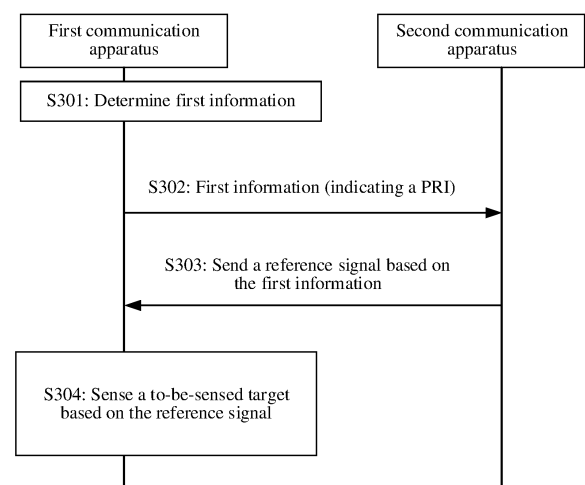 First communication
apparatus
Second communication
apparatus
S301: Determine first information
S302: First information (indicating a PRI)
S303: Send a reference signal based on
the first information
S304: Sense a to-be-sensed target
based on the reference signal